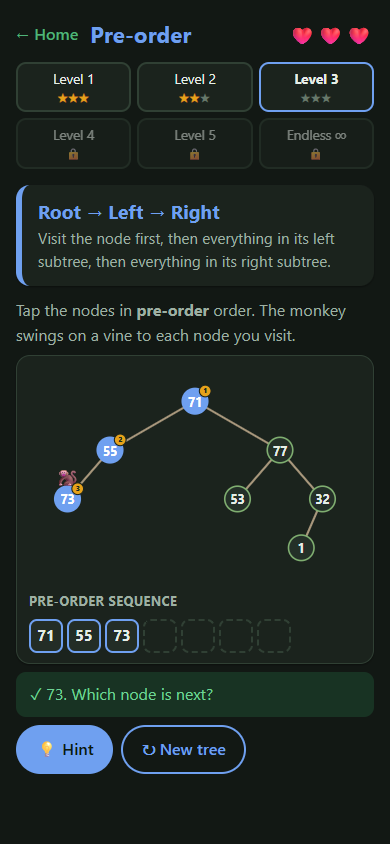 ← Home Pre-order
Level 1 Level 2 Level 3
★★★ ★★★ ★★★
Level 4 Level 5 Endless ∞
Root → Left → Right
Visit the node first, then everything in its left
subtree, then everything in its right subtree.
Tap the nodes in pre-order order. The monkey
swings on a vine to each node you visit.
71 1
55 2 77
73 3 53 32
1
PRE-ORDER SEQUENCE
71 55 73
✓ 73. Which node is next?
💡 Hint ↻ New tree